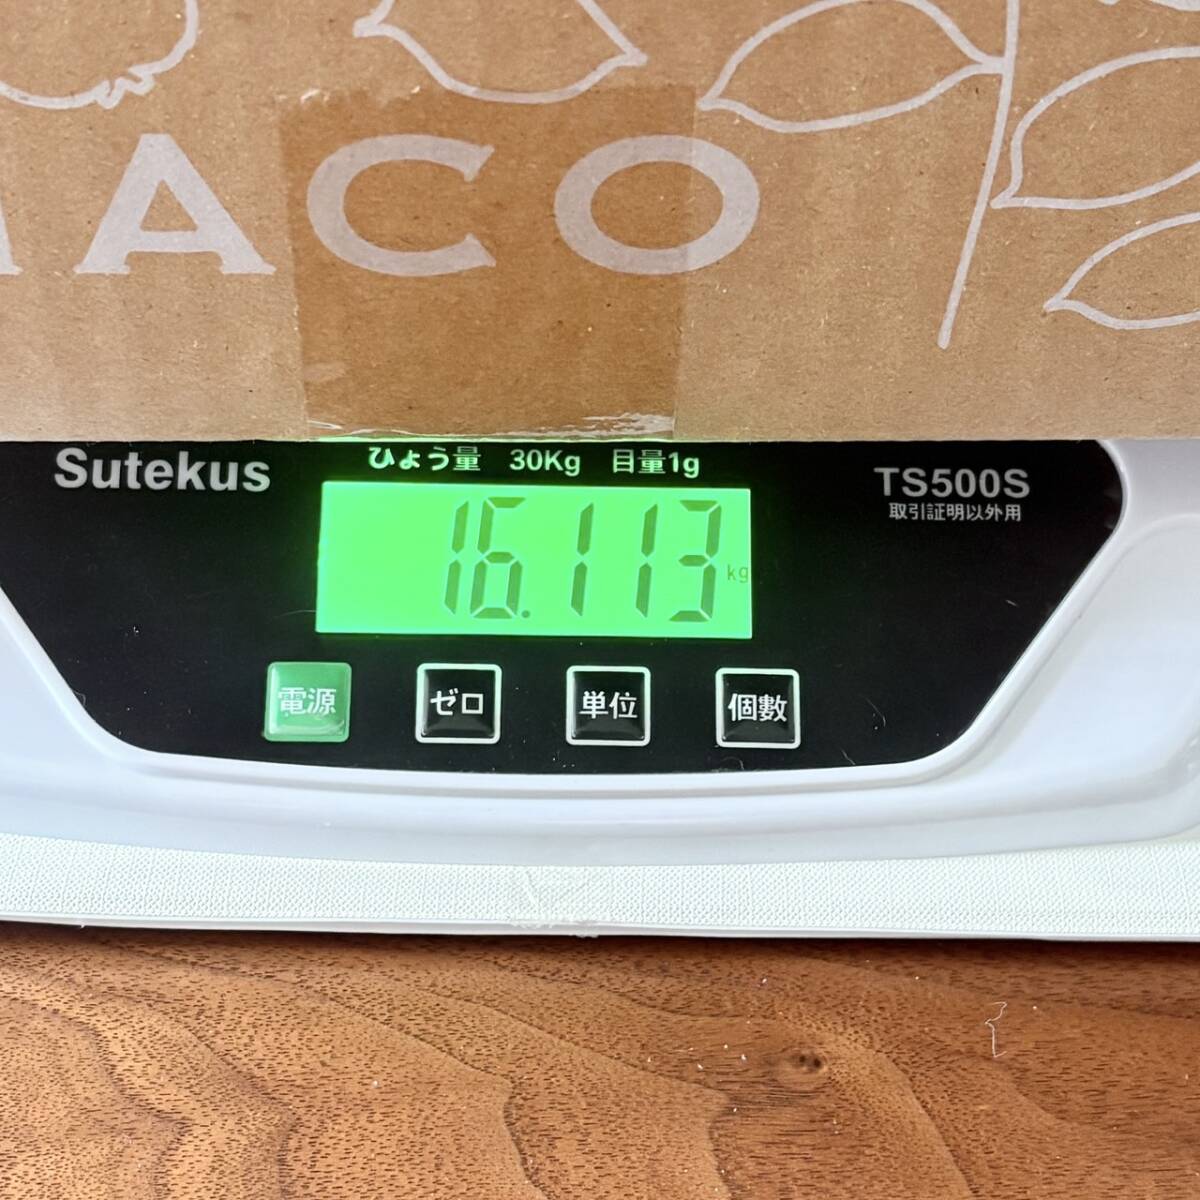 ACO
Sutekus
ひょう量 30Kg 目量1g
TS500S
取引証明以外用
16.113 kg
電源 ゼロ 単位 個數